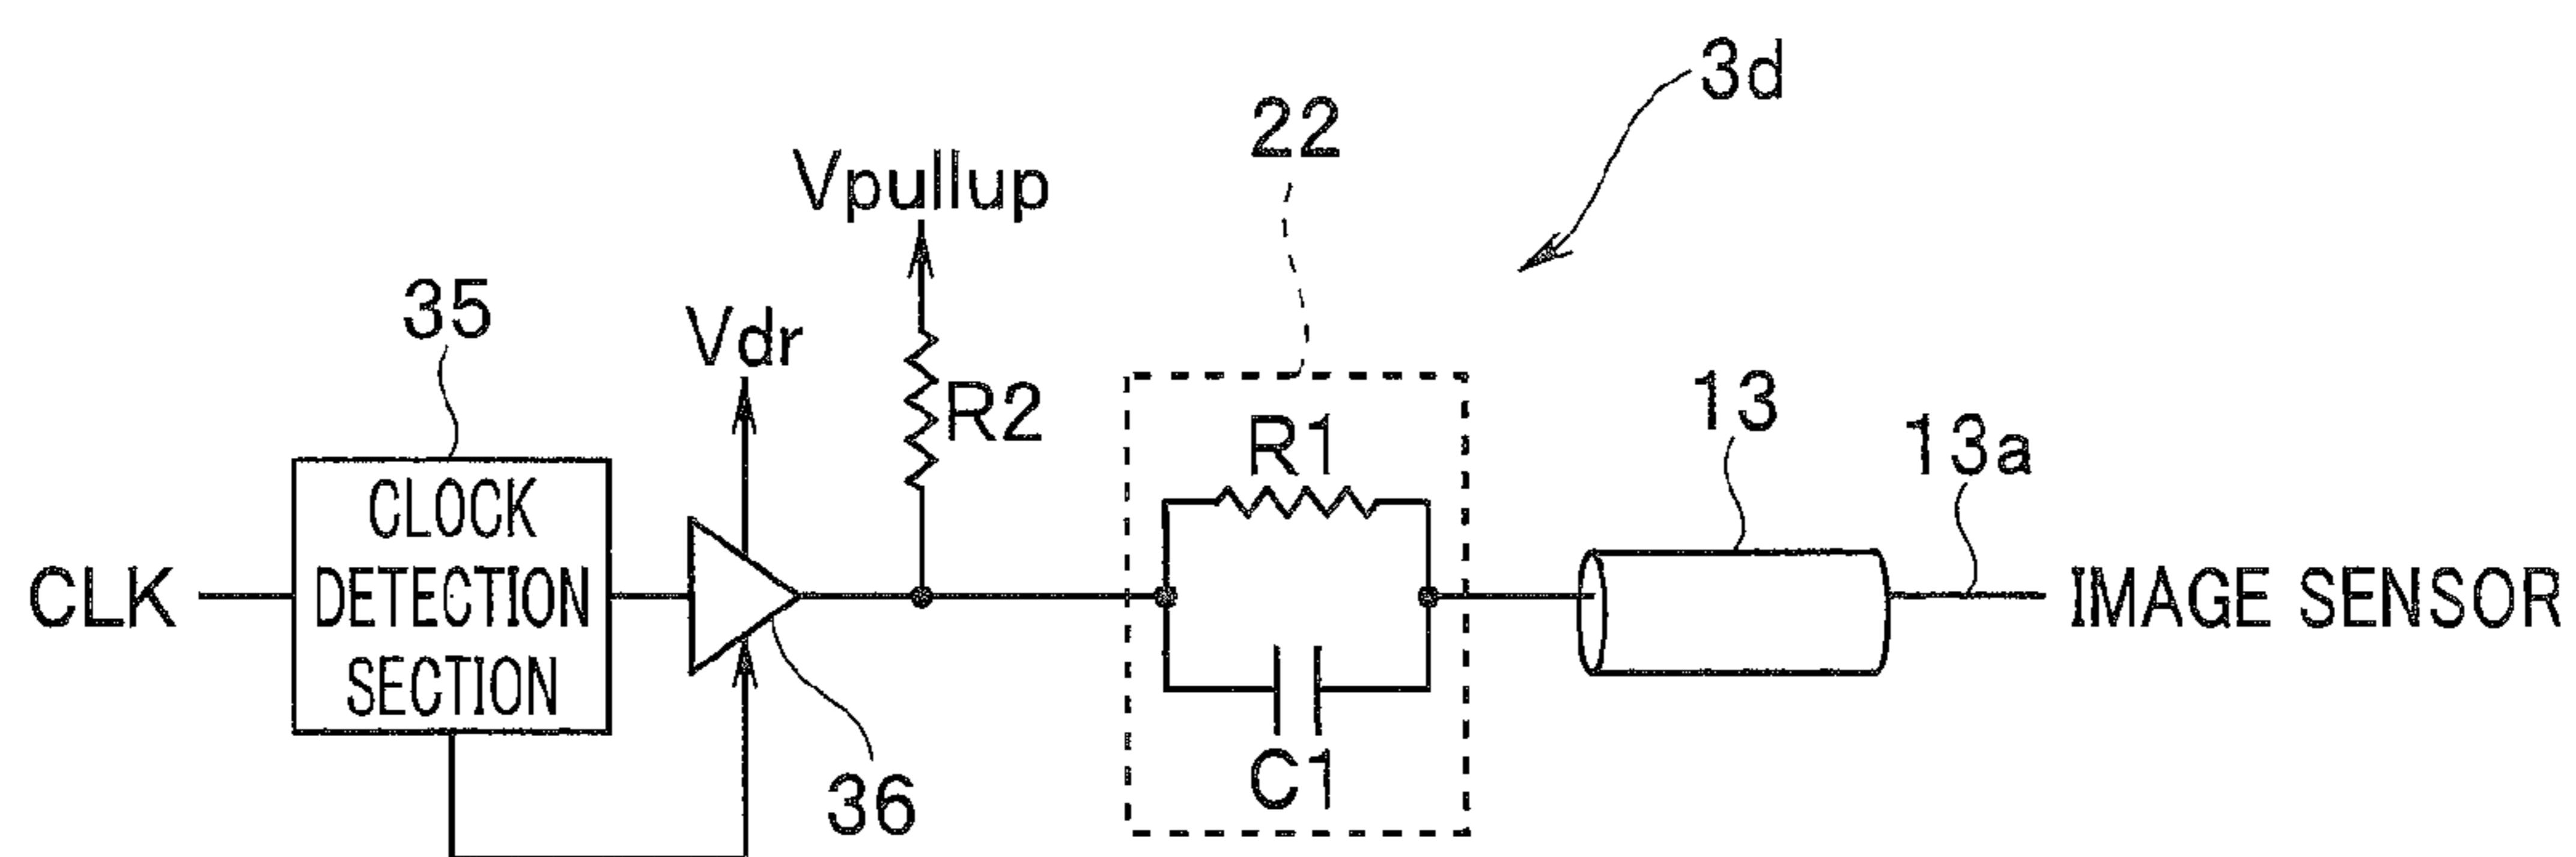 3d
22
Vpullup
35
Vdr
R2
R1
13
13a
CLK
CLOCK
DETECTION
SECTION
IMAGE SENSOR
C1
36